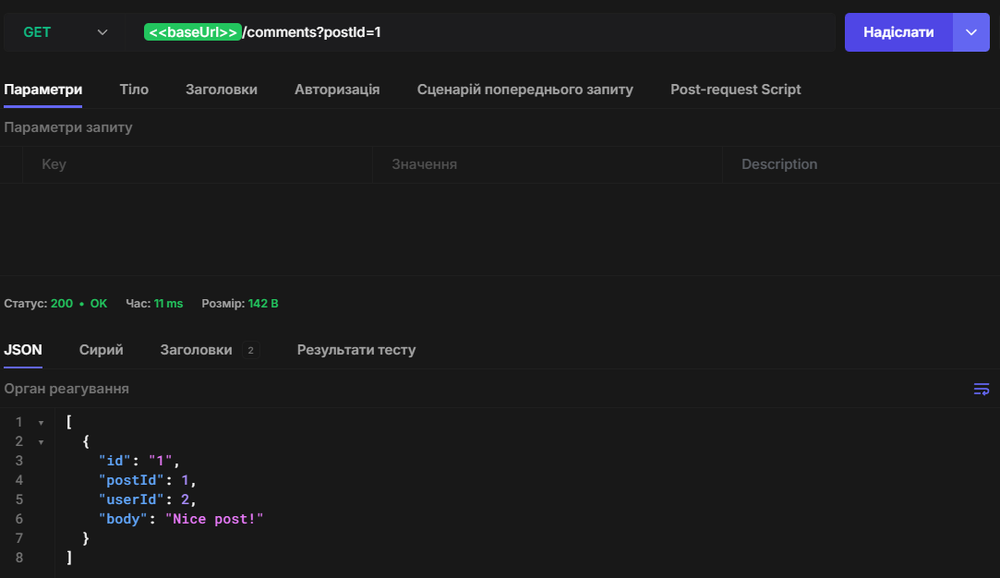 GET <<baseUrl>>/comments?postId=1 Надіслати
Параметри Тіло Заголовки Авторизація Сценарій попереднього запиту Post-request Script
Параметри запиту
Key Значення Description
Статус: 200 • OK Час: 11 ms Розмір: 142 B
JSON Сирий Заголовки 2 Результати тесту
Орган реагування
1 [
2 {
3 "id": "1",
4 "postId": 1,
5 "userId": 2,
6 "body": "Nice post!"
7 }
8 ]